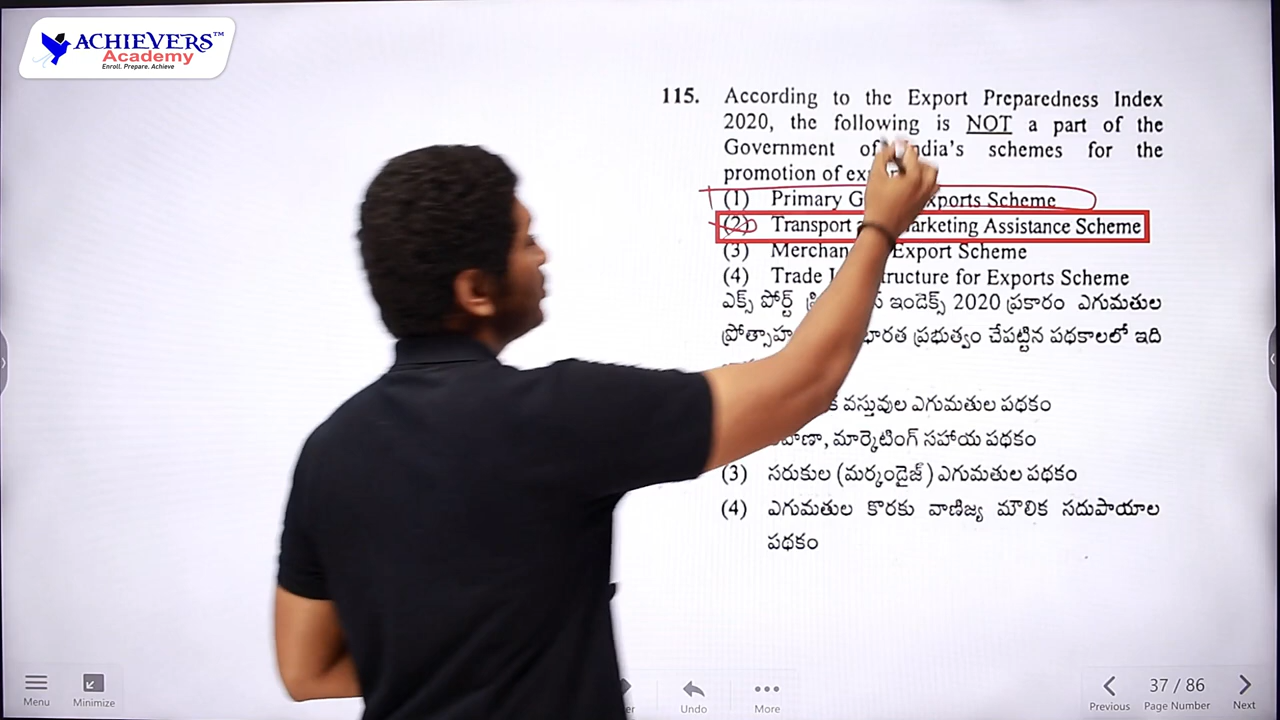 ACHIEVERS™
Academy
Enroll. Prepare. Achieve
115. According to the Export Preparedness Index
2020, the following is NOT a part of the
Government of India's schemes for the
promotion of
(1) Primary Exports Scheme
(2) Transport Marketing Assistance Scheme
(3) Export Scheme
(4) Trade for Exports Scheme
ఎక్స్ పోర్ట్ ఇండెక్స్ 2020 ప్రకారం ఎగుమతుల
భారత ప్రభుత్వం చేపట్టిన పథకాలలో ఇది
వస్తువుల ఎగుమతుల పథకం
మార్కెటింగ్ సహాయ పథకం
(3) సరుకుల (మర్కండైజ్) ఎగుమతుల పథకం
(4) ఎగుమతుల కొరకు వాణిజ్య మౌలిక సదుపాయాల
పథకం
Menu Minimize Undo More Previous 37 / 86 Page Number Next